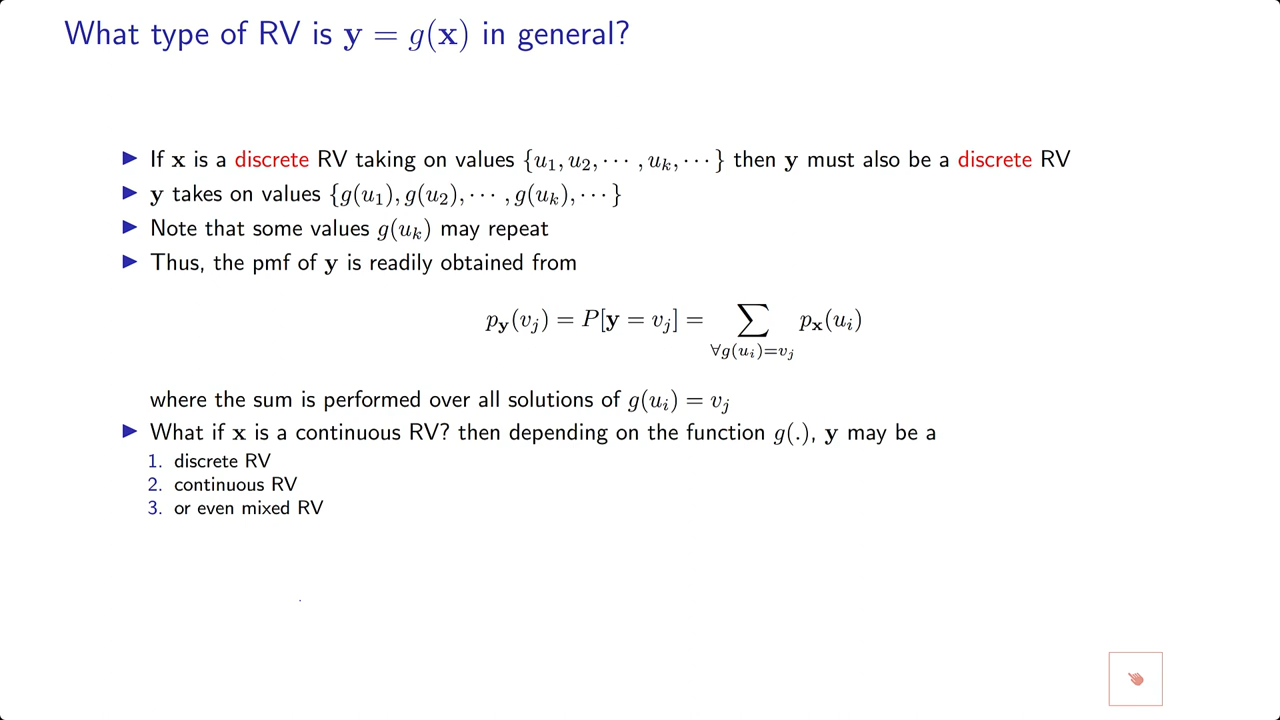 What type of RV is y = g(x) in general?
▶ If x is a discrete RV taking on values {u₁, u₂, ⋯ , uₖ, ⋯} then y must also be a discrete RV
▶ y takes on values {g(u₁), g(u₂), ⋯ , g(uₖ), ⋯}
▶ Note that some values g(uₖ) may repeat
▶ Thus, the pmf of y is readily obtained from
p_y(vⱼ) = P[y = vⱼ] = ∑ pₓ(uᵢ)
∀g(uᵢ)=vⱼ
where the sum is performed over all solutions of g(uᵢ) = vⱼ
▶ What if x is a continuous RV? then depending on the function g(.), y may be a
1. discrete RV
2. continuous RV
3. or even mixed RV